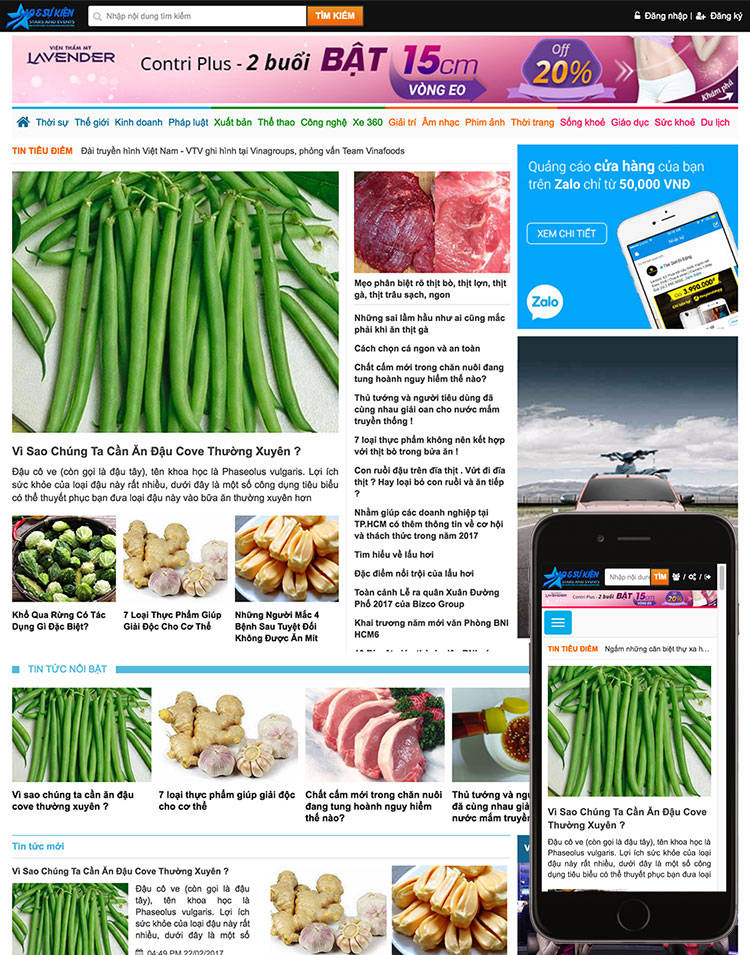 SAO & SỰ KIỆN
STARS AND EVENTS
Nhập nội dung tìm kiếm
TÌM KIẾM
Đăng nhập | Đăng ký
VIỆN THẨM MỸ
LAVENDER
Contri Plus - 2 buổi BẬT 15cm
VÒNG EO
Off
20%
Khám phá
Thời sự Thế giới Kinh doanh Pháp luật Xuất bản Thể thao Công nghệ Xe 360 Giải trí Âm nhạc Phim ảnh Thời trang Sống khoẻ Giáo dục Sức khoẻ Du lịch
TIN TIÊU ĐIỂM Đài truyền hình Việt Nam - VTV ghi hình tại Vinagroups, phỏng vấn Team Vinafoods
Vì Sao Chúng Ta Cần Ăn Đậu Cove Thường Xuyên ?
Đậu cô ve (còn gọi là đậu tây), tên khoa học là Phaseolus vulgaris. Lợi ích
sức khỏe của loại đậu này rất nhiều, dưới đây là một số công dụng tiêu biểu
có thể thuyết phục bạn đưa loại đậu này vào bữa ăn thường xuyên hơn
Khổ Qua Rừng Có Tác
Dụng Gì Đặc Biệt?
7 Loại Thực Phẩm Giúp
Giải Độc Cho Cơ Thể
Những Người Mắc 4
Bệnh Sau Tuyệt Đối
Không Được Ăn Mít
Mẹo phân biệt rõ thịt bò, thịt lợn, thịt
gà, thịt trâu sạch, ngon
Những sai lầm hầu như ai cũng mắc
phải khi ăn thịt gà
Cách chọn cá ngon và an toàn
Chất cấm mới trong chăn nuôi đang
tung hoành nguy hiểm thế nào?
Thủ tướng và người tiêu dùng đã
cùng nhau giải oan cho nước mắm
truyền thống !
7 loại thực phẩm không nên kết hợp
với thịt bò trong bửa ăn !
Con ruồi đậu trên đĩa thịt . Vứt đi đĩa
thịt ? Hay loại bỏ con ruồi và ăn tiếp
?
Nhằm giúp các doanh nghiệp tại
TP.HCM có thêm thông tin về cơ hội
và thách thức trong năm 2017
Tìm hiểu về lẩu hơi
Đặc điểm nổi trội của lẩu hơi
Toàn cảnh Lễ ra quân Xuân Đường
Phố 2017 của Bizco Group
Khai trương năm mới văn Phòng BNI
HCM6
Quảng cáo cửa hàng của bạn
trên Zalo chỉ từ 50,000 VNĐ
XEM CHI TIẾT
Zalo
3.990.000đ
TIN TỨC NỔI BẬT
Vì sao chúng ta cần ăn đậu
cove thường xuyên ?
7 loại thực phẩm giúp giải độc
cho cơ thể
Chất cấm mới trong chăn nuôi
đang tung hoành nguy hiểm
thế nào?
Thủ tướng và
đã cùng nhau
nước mắm truyền
Tin tức mới
Vì Sao Chúng Ta Cần Ăn Đậu Cove Thường Xuyên ?
Đậu cô ve (còn gọi là đậu
tây), tên khoa học là
Phaseolus vulgaris. Lợi ích
sức khỏe của loại đậu này rất
nhiều, dưới đây là một số
04:49 PM 22/02/2017
SAO & SỰ KIỆN
STARS AND EVENTS
Nhập nội dung
TÌM
LAVENDER
Contri Plus - 2 buổi BẬT 15cm
VÒNG EO
20%
TIN TIÊU ĐIỂM Ngẩm những căn biệt thự xa h...
Vì Sao Chúng Ta Cần Ăn Đậu Cove
Thường Xuyên ?
Đậu cô ve (còn gọi là đậu tây), tên khoa học là
Phaseolus vulgaris. Lợi ích sức khỏe của loại
đậu này rất nhiều, dưới đây là một số công
dụng tiêu biểu có thể thuyết phục bạn đưa loại